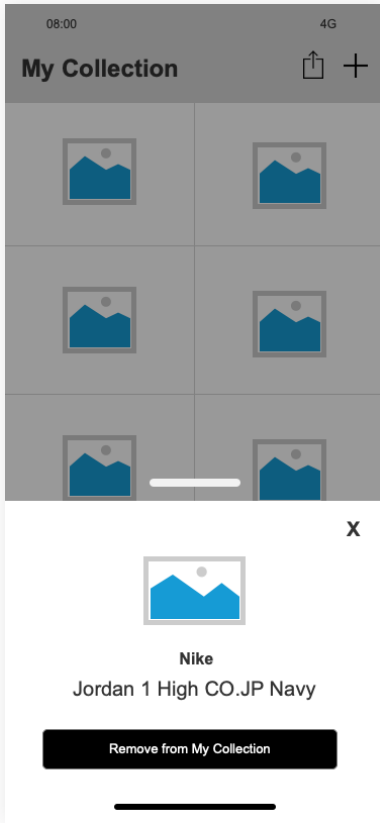 08:00 4G
My Collection
X
Nike
Jordan 1 High CO.JP Navy
Remove from My Collection